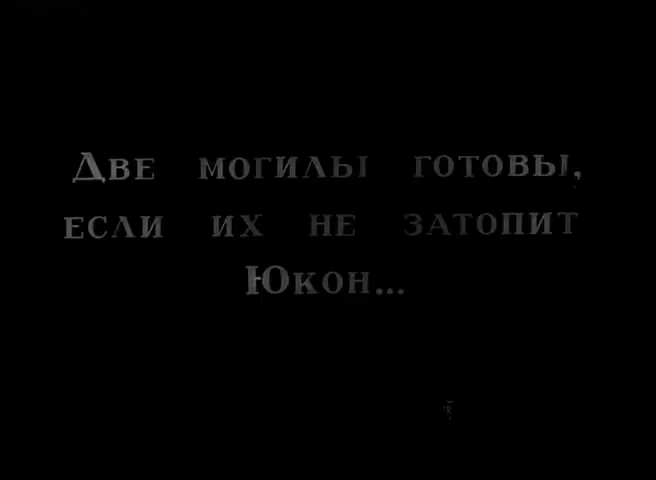 Две могилы готовы,
если их не затопит
Юкон...